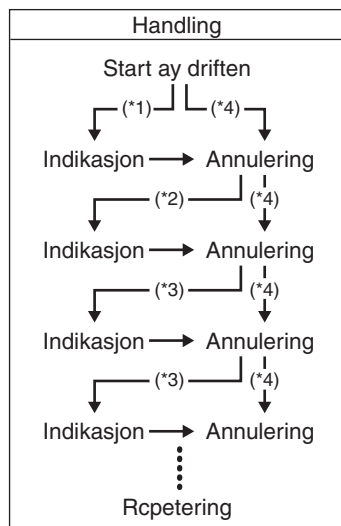 Handling
Start ay driften
(*1) (*4)
Indikasjon Annulering
(*2) (*4)
Indikasjon Annulering
(*3) (*4)
Indikasjon Annulering
(*3) (*4)
Indikasjon Annulering
Rcpetering